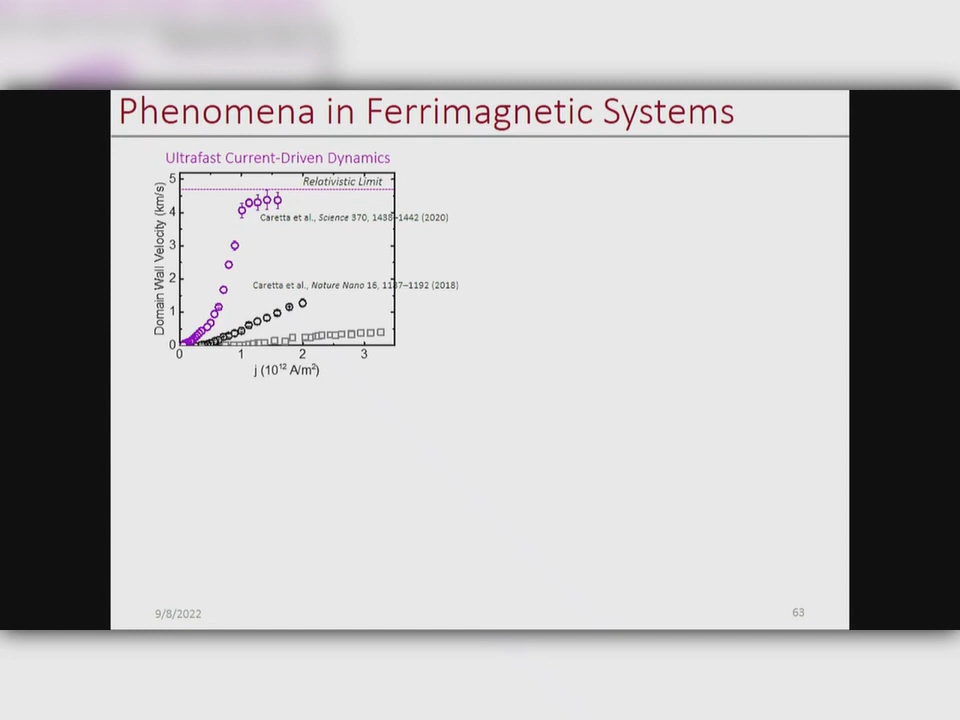 Phenomena in Ferrimagnetic Systems
Ultrafast Current-Driven Dynamics
Relativistic Limit
Caretta et al., Science 370, 1438–1442 (2020)
Caretta et al., Nature Nano 16, 1187–1192 (2018)
Domain Wall Velocity (km/s)
5
4
3
2
1
0
0 1 2 3
j (10¹² A/m²)
9/8/2022
63